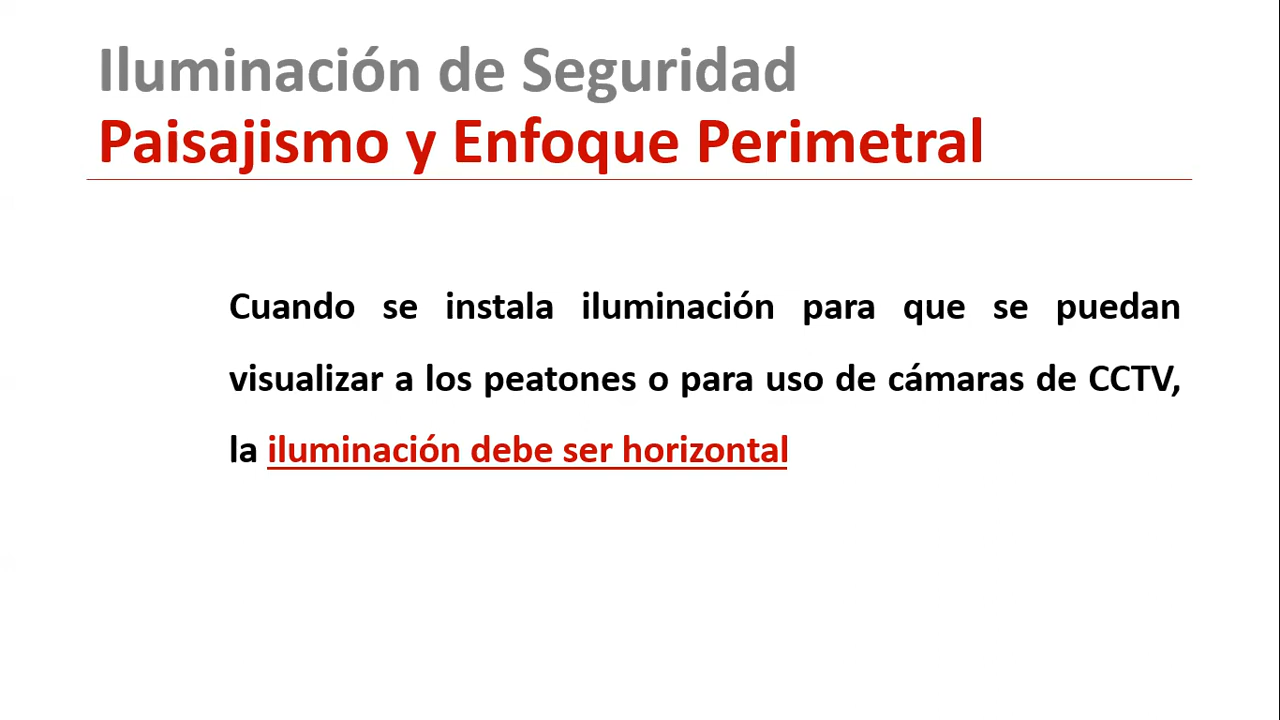 Iluminación de Seguridad
Paisajismo y Enfoque Perimetral
Cuando se instala iluminación para que se puedan
visualizar a los peatones o para uso de cámaras de CCTV,
la iluminación debe ser horizontal